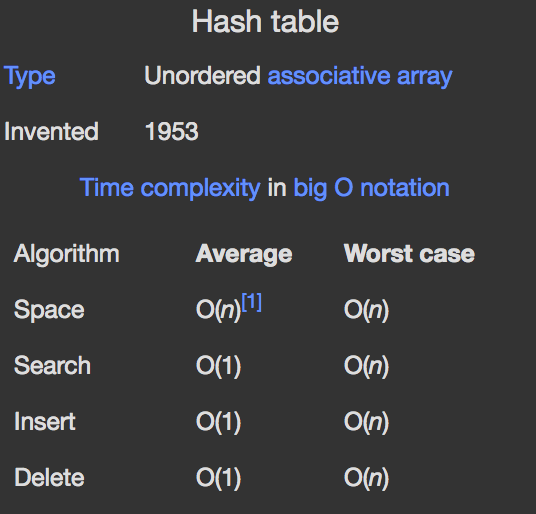 Hash table
Type Unordered associative array
Invented 1953
Time complexity in big O notation
Algorithm Average Worst case
Space O(n)[1] O(n)
Search O(1) O(n)
Insert O(1) O(n)
Delete O(1) O(n)